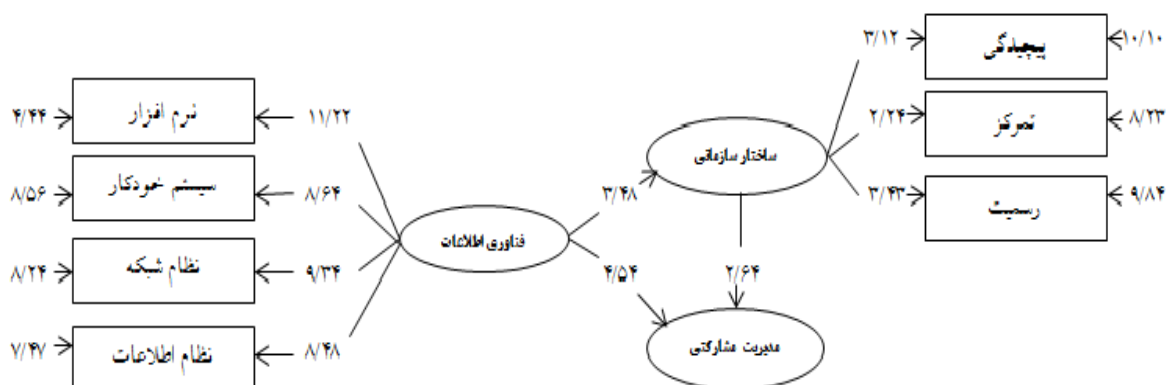 ۳/۱۲ پیچیدگی ۱۰/۱۰
۴/۴۴ نرم افزار ۱۱/۲۲
۲/۲۴ تمرکز ۸/۲۳
ساختار سازمانی
۸/۵۶ سیستم خودکار ۸/۶۴
۳/۴۸
۳/۴۳ رسمیت ۹/۸۴
فناوری اطلاعات
۸/۲۴ نظام شبکه ۹/۳۴
۴/۵۴
۲/۶۴
۷/۴۷ نظام اطلاعات ۸/۴۸
مدیریت مشارکتی